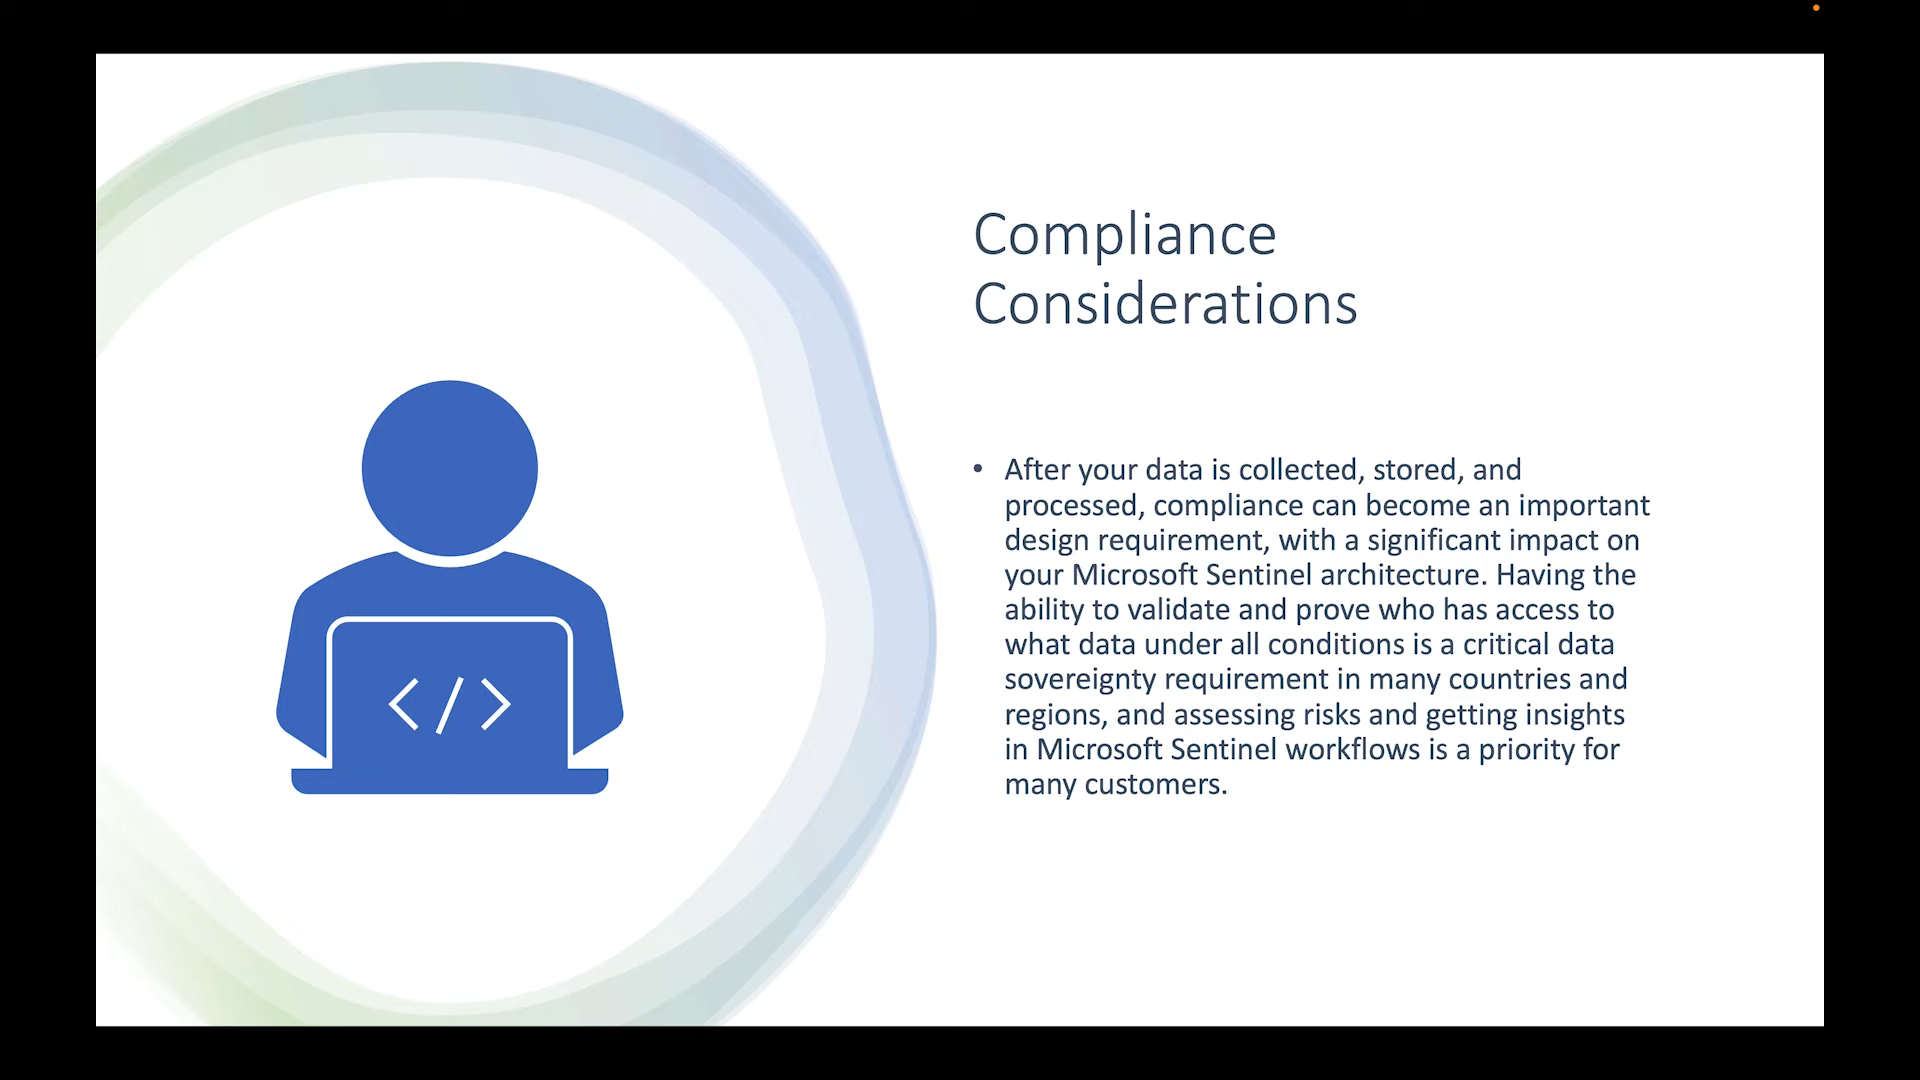 Compliance
Considerations
• After your data is collected, stored, and
processed, compliance can become an important
design requirement, with a significant impact on
your Microsoft Sentinel architecture. Having the
ability to validate and prove who has access to
what data under all conditions is a critical data
sovereignty requirement in many countries and
regions, and assessing risks and getting insights
in Microsoft Sentinel workflows is a priority for
many customers.
</>